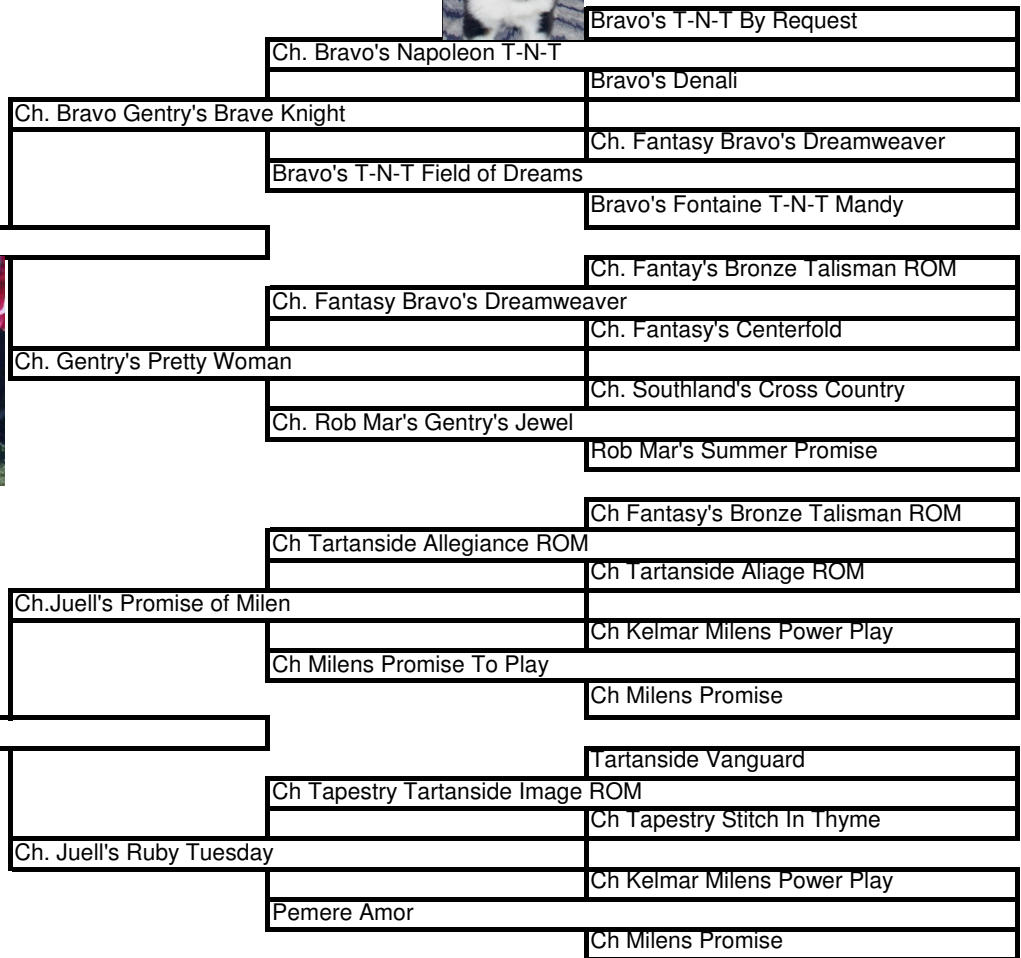 Bravo's T-N-T By Request
Ch. Bravo's Napoleon T-N-T
Bravo's Denali
Ch. Bravo Gentry's Brave Knight
Ch. Fantasy Bravo's Dreamweaver
Bravo's T-N-T Field of Dreams
Bravo's Fontaine T-N-T Mandy
Ch. Fantay's Bronze Talisman ROM
Ch. Fantasy Bravo's Dreamweaver
Ch. Fantasy's Centerfold
Ch. Gentry's Pretty Woman
Ch. Southland's Cross Country
Ch. Rob Mar's Gentry's Jewel
Rob Mar's Summer Promise
Ch Fantasy's Bronze Talisman ROM
Ch Tartanside Allegiance ROM
Ch Tartanside Aliage ROM
Ch.Juell's Promise of Milen
Ch Kelmar Milens Power Play
Ch Milens Promise To Play
Ch Milens Promise
Tartanside Vanguard
Ch Tapestry Tartanside Image ROM
Ch Tapestry Stitch In Thyme
Ch. Juell's Ruby Tuesday
Ch Kelmar Milens Power Play
Pemere Amor
Ch Milens Promise